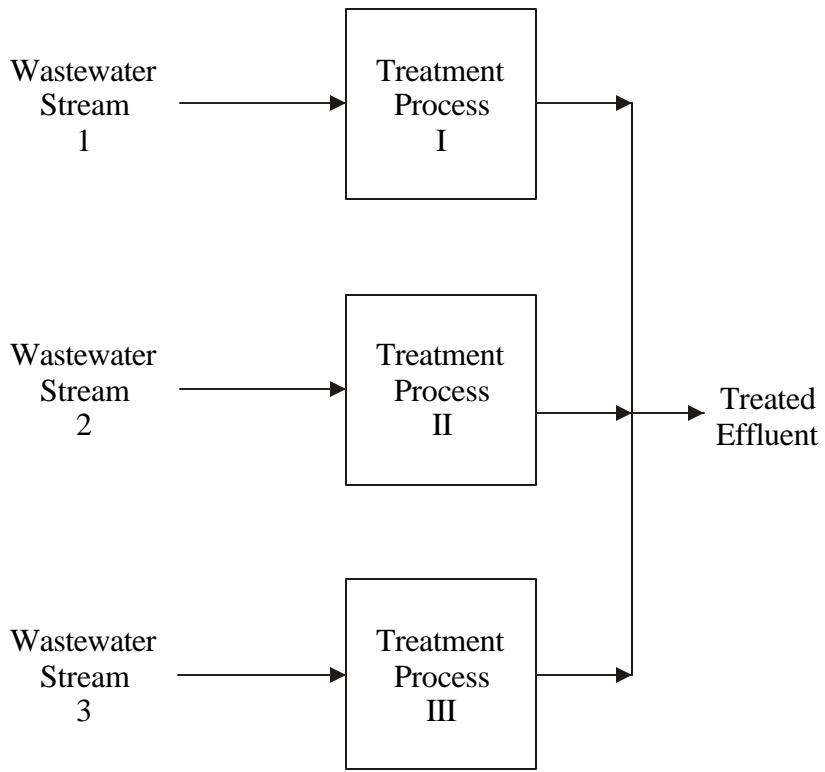 Wastewater
Stream
1
Treatment
Process
I
Wastewater
Stream
2
Treatment
Process
II
Treated
Effluent
Wastewater
Stream
3
Treatment
Process
III